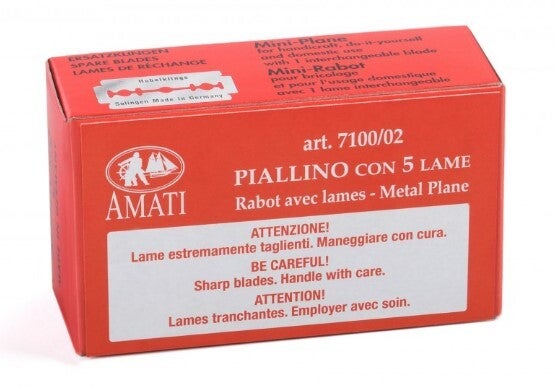 ERSATZKLINGEN
SPARE BLADES
LAMES DE RÉCHANGE
Hobelklinge
Solingen Made in Germany
Mini-Plane
for handicraft, do-it-yourself
and domestic use
with 1 interchangeable blade
Mini-Rabot
pour bricolage
et pour l'usage domestique
avec 1 lame interchangeable
art. 7100/02
PIALLINO CON 5 LAME
Rabot avec lames - Metal Plane
AMATI
ATTENZIONE!
Lame estremamente taglienti. Maneggiare con cura.
BE CAREFUL!
Sharp blades. Handle with care.
ATTENTION!
Lames tranchantes. Employer avec soin.